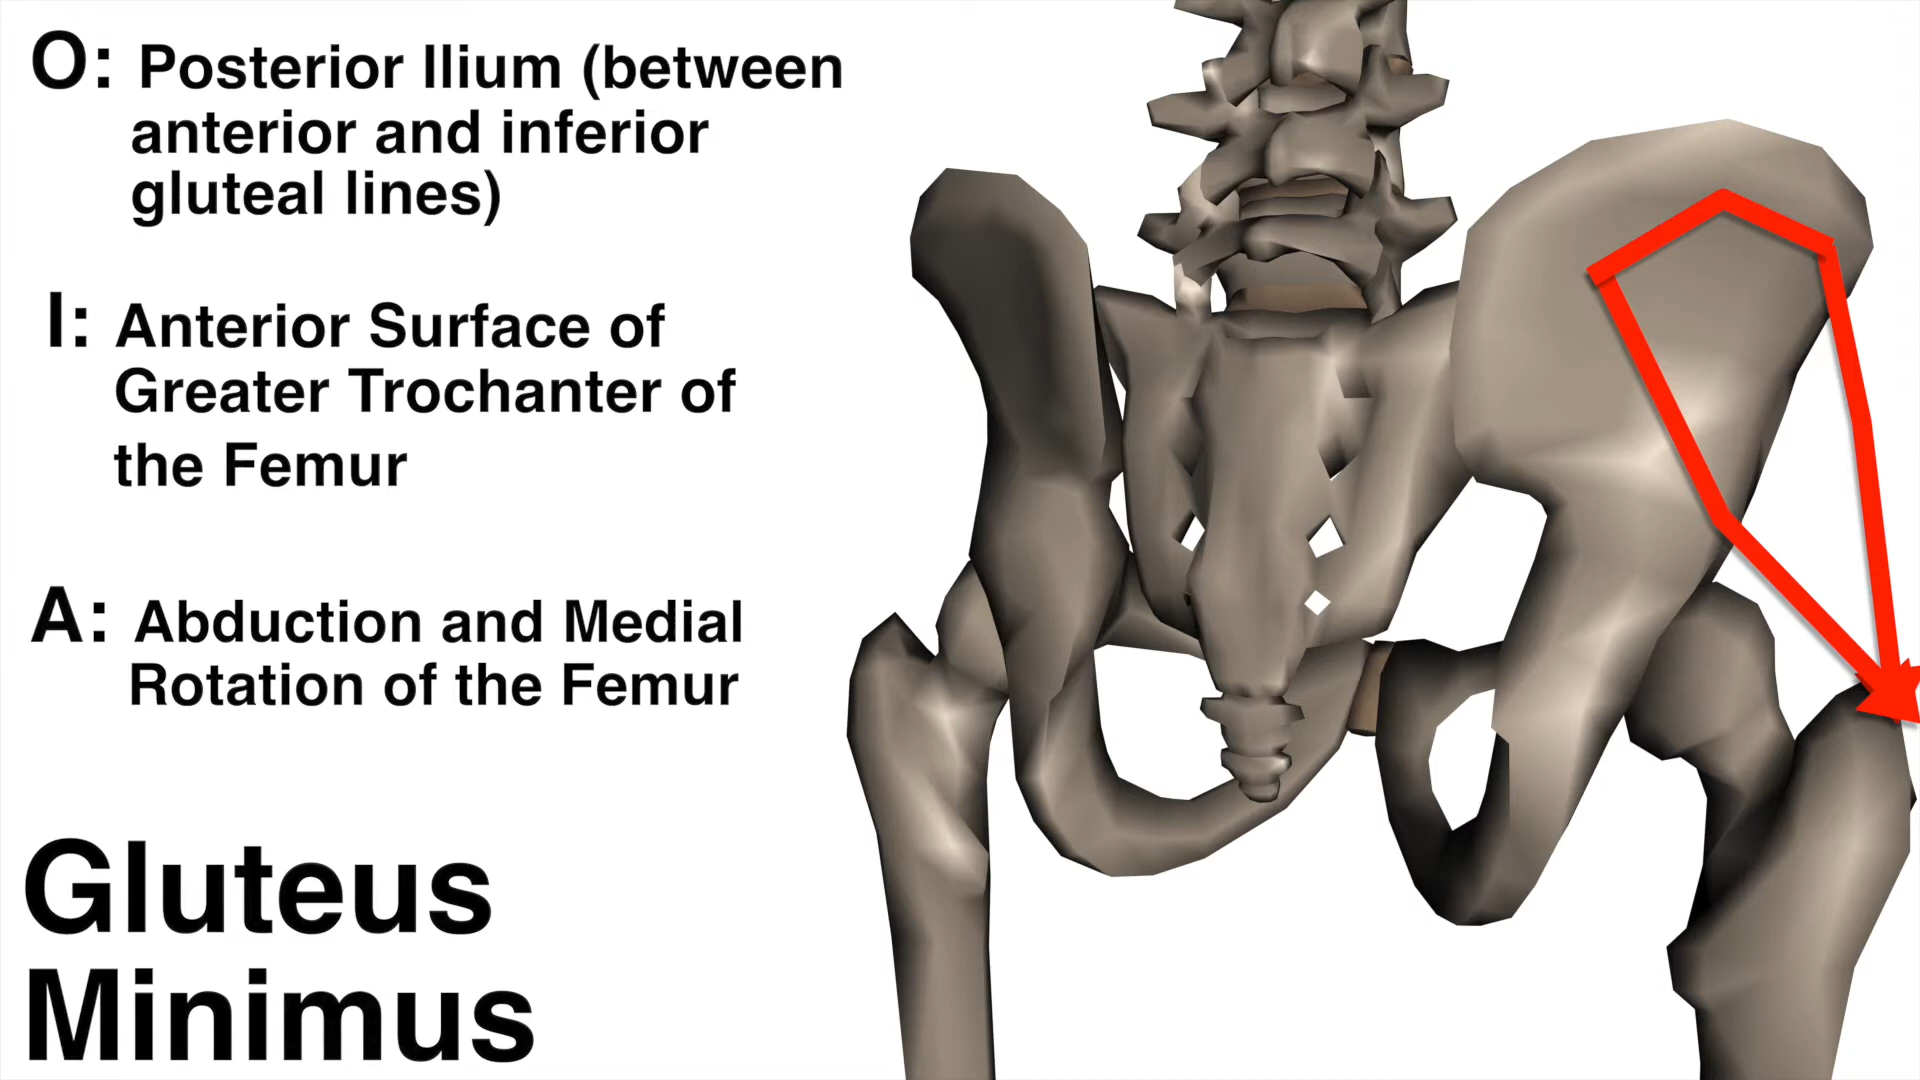 O: Posterior Ilium (between
anterior and inferior
gluteal lines)
I: Anterior Surface of
Greater Trochanter of
the Femur
A: Abduction and Medial
Rotation of the Femur
Gluteus
Minimus